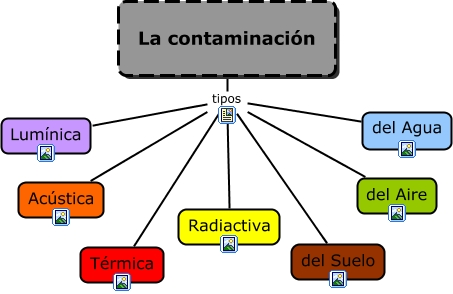 La contaminación
tipos
Lumínica
del Agua
Acústica
del Aire
Radiactiva
Térmica
del Suelo